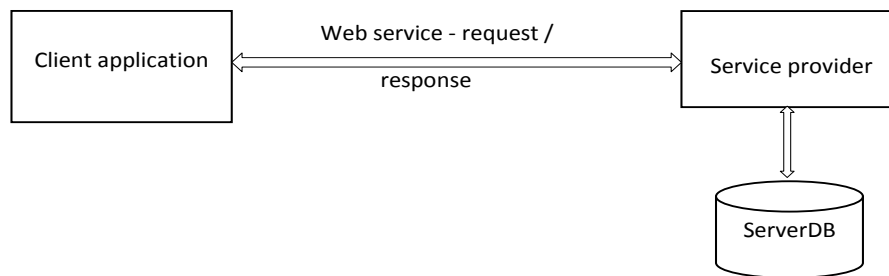 Client application
Web service - request /
response
Service provider
ServerDB